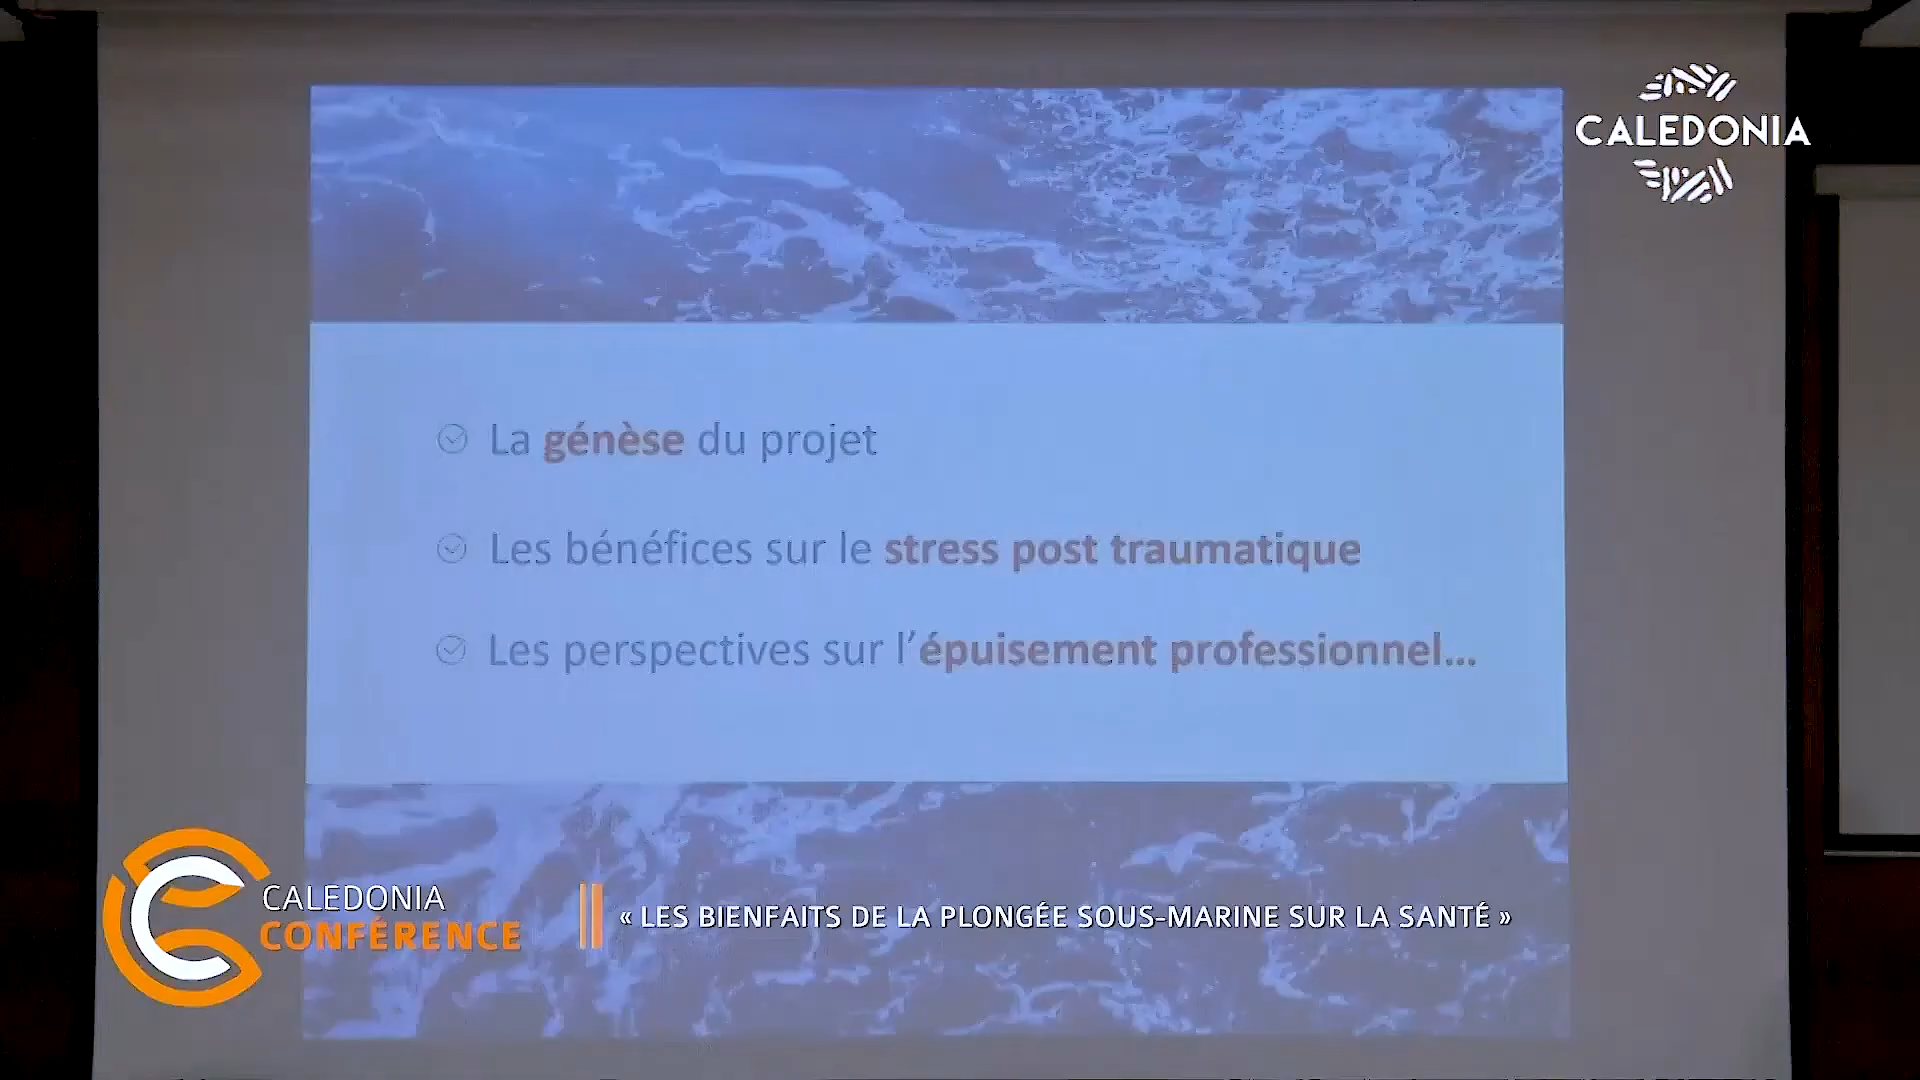 CALEDONIA
La génèse du projet
Les bénéfices sur le stress post traumatique
Les perspectives sur l'épuisement professionnel...
CALEDONIA
CONFÉRENCE
« LES BIENFAITS DE LA PLONGÉE SOUS-MARINE SUR LA SANTÉ »